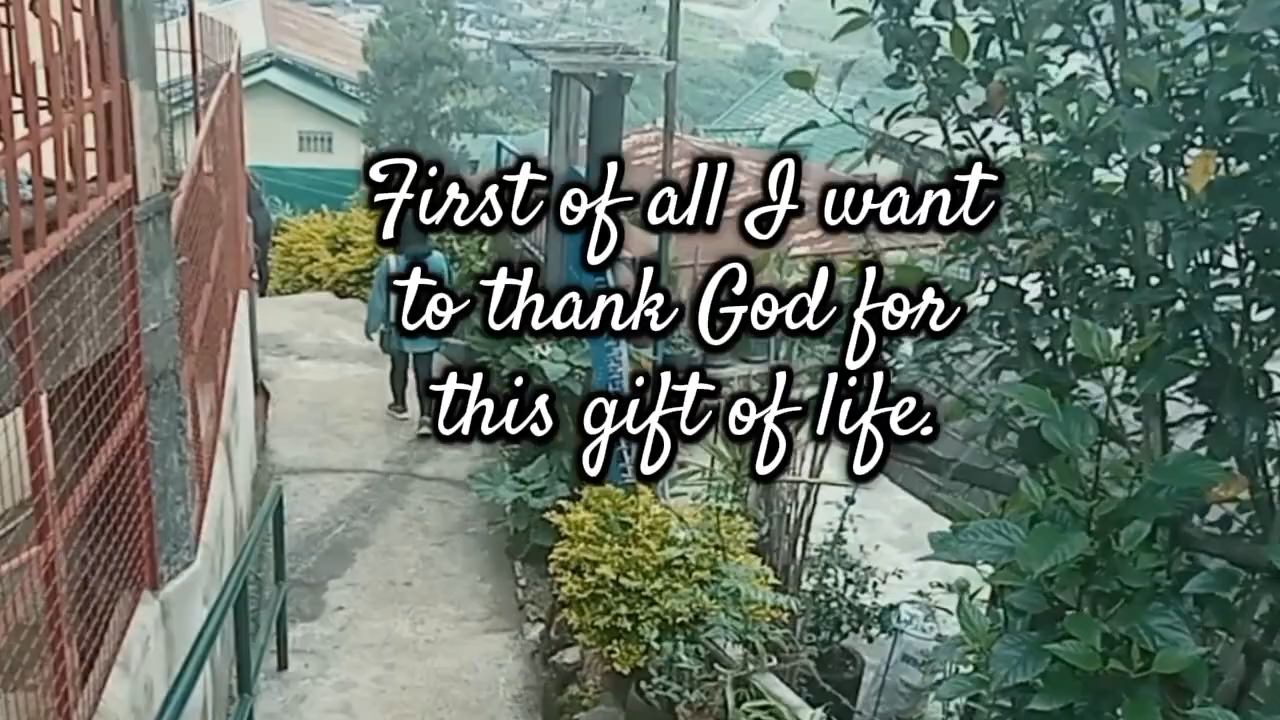 First of all I want
to thank God for
this gift of life.